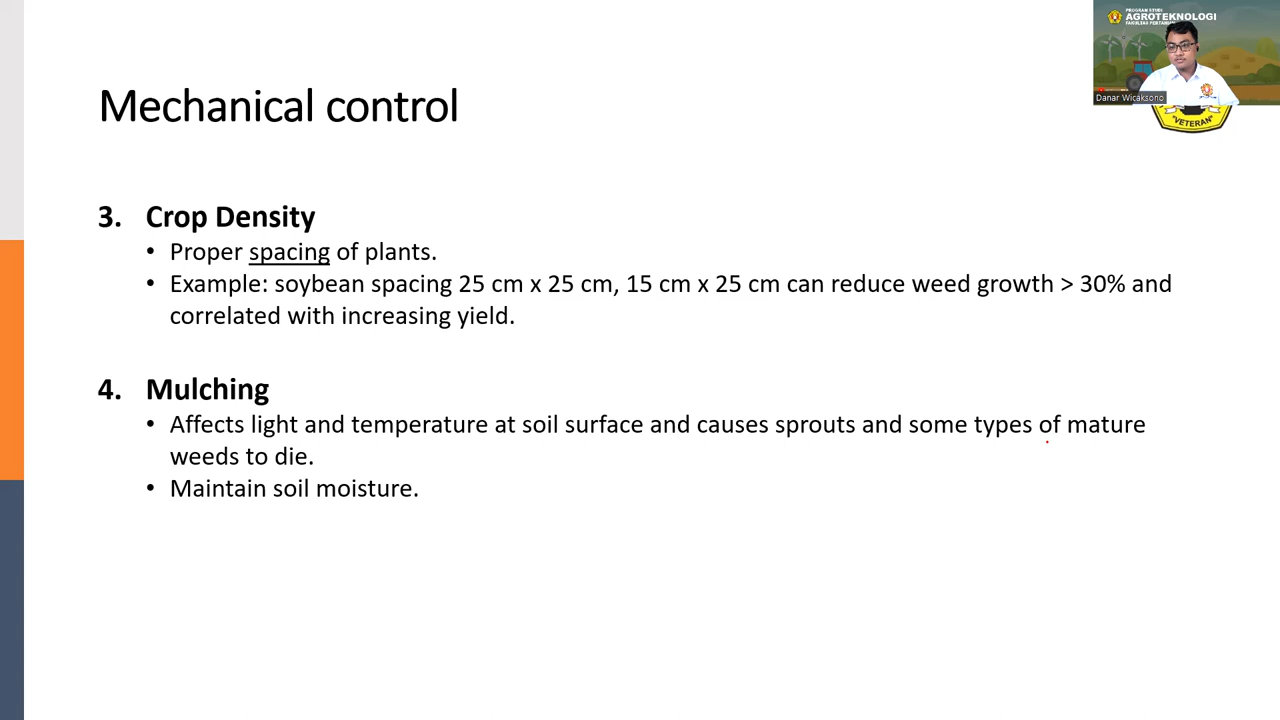 PROGRAM STUDI
AGROTEKNOLOGI
Danar Wicaksono
"VETERAN"
Mechanical control
3. Crop Density
• Proper spacing of plants.
• Example: soybean spacing 25 cm x 25 cm, 15 cm x 25 cm can reduce weed growth > 30% and
correlated with increasing yield.
4. Mulching
• Affects light and temperature at soil surface and causes sprouts and some types of mature
weeds to die.
• Maintain soil moisture.